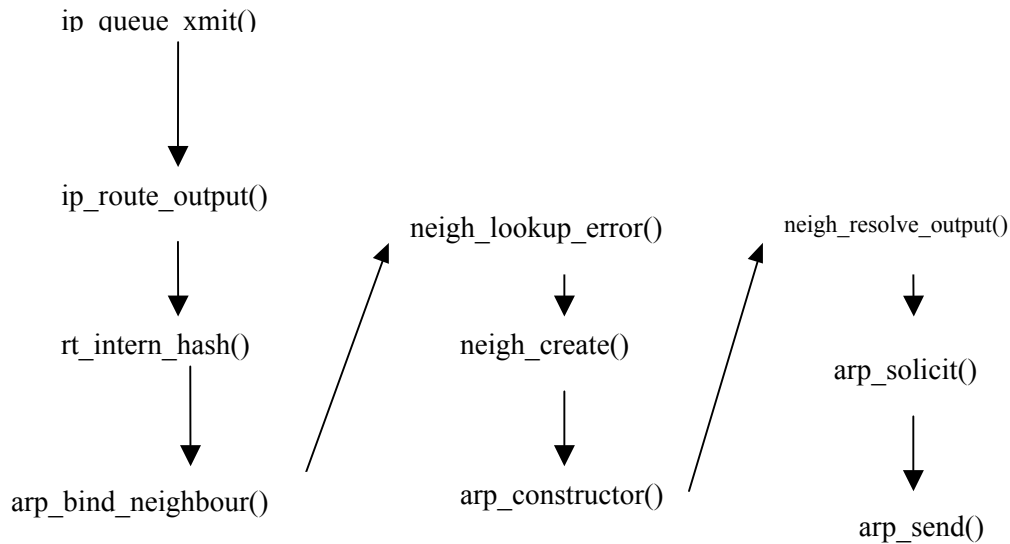 ip_queue_xmit()
ip_route_output()
rt_intern_hash()
arp_bind_neighbour()
neigh_lookup_error()
neigh_create()
arp_constructor()
neigh_resolve_output()
arp_solicit()
arp_send()